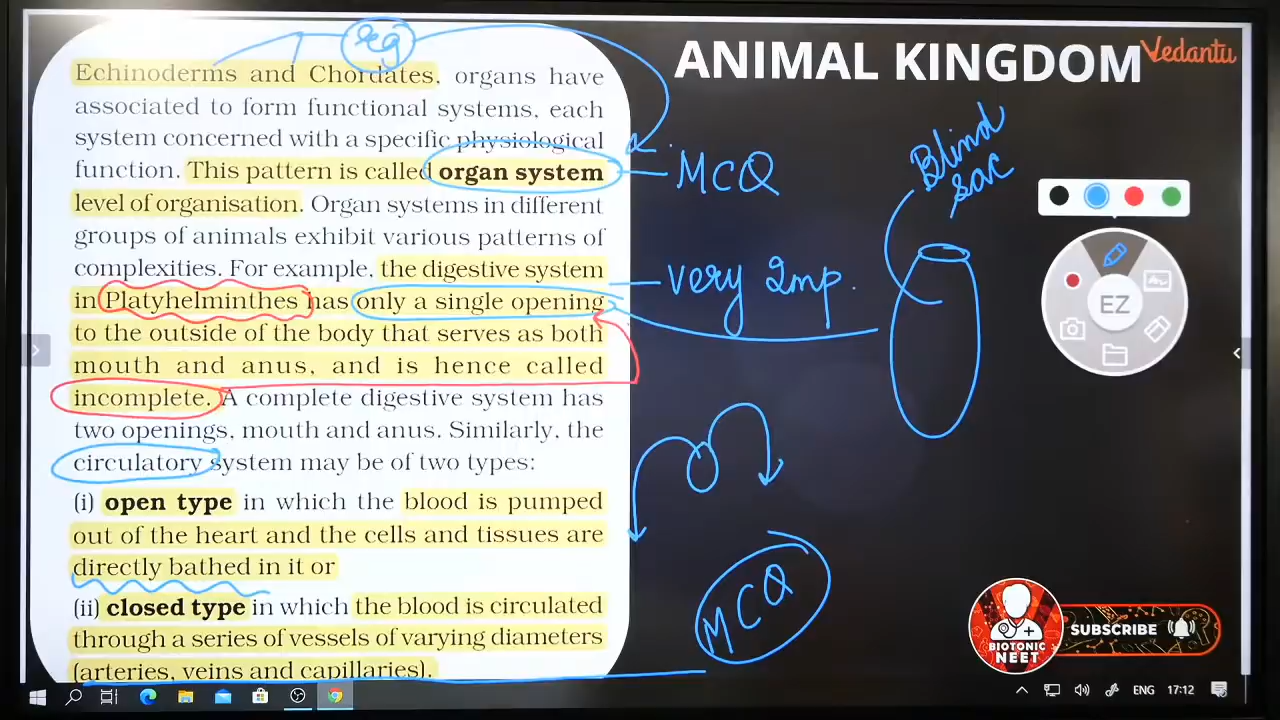 eg
Echinoderms and Chordates, organs have
associated to form functional systems, each
system concerned with a specific physiological
function. This pattern is called organ system
level of organisation. Organ systems in different
groups of animals exhibit various patterns of
complexities. For example, the digestive system
in Platyhelminthes has only a single opening
to the outside of the body that serves as both
mouth and anus, and is hence called
incomplete. A complete digestive system has
two openings, mouth and anus. Similarly, the
circulatory system may be of two types:
(i) open type in which the blood is pumped
out of the heart and the cells and tissues are
directly bathed in it or
(ii) closed type in which the blood is circulated
through a series of vessels of varying diameters
(arteries, veins and capillaries).
ANIMAL KINGDOM
Vedantu
MCQ
Blind
sac
very Imp.
MCQ
EZ
BIOTONIC
NEET
SUBSCRIBE
ENG
17:12